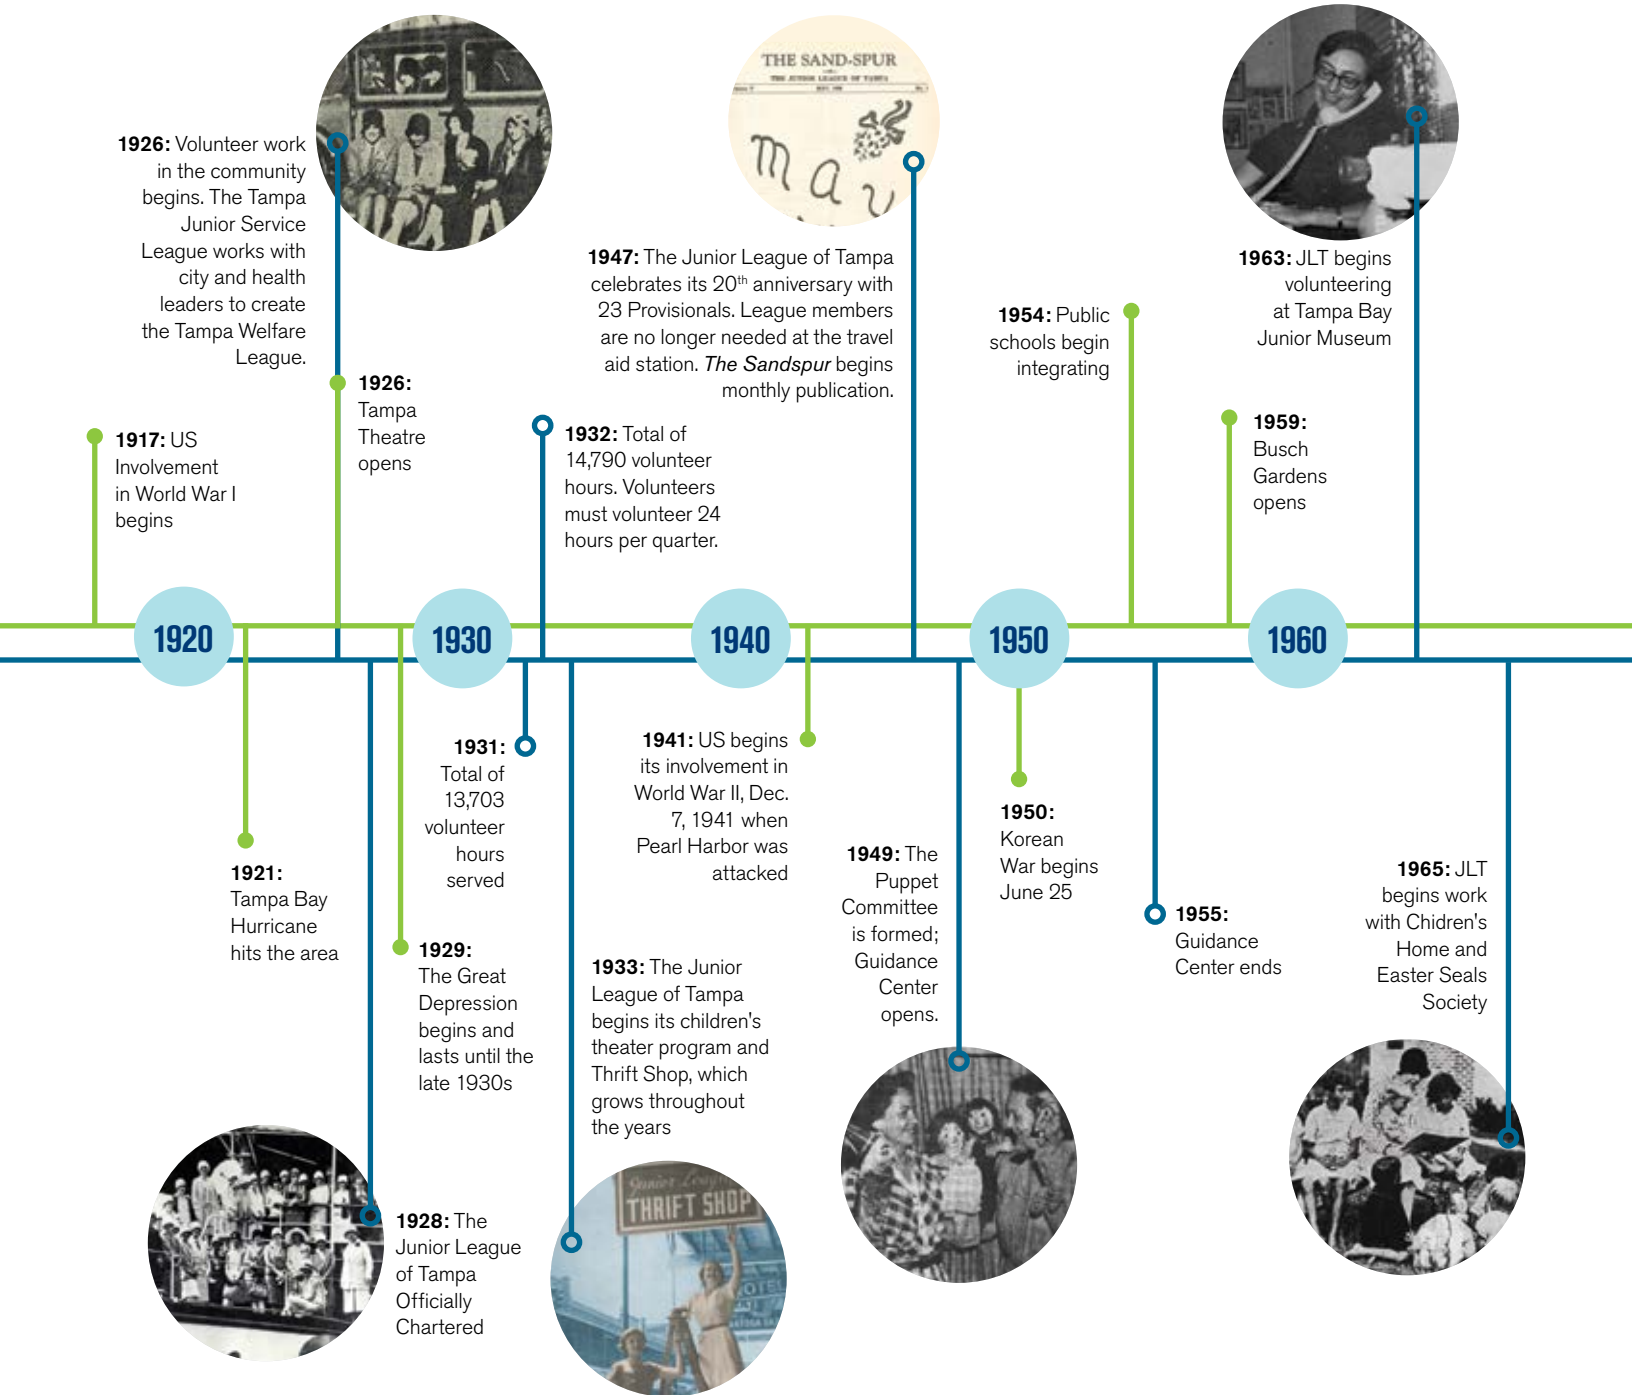 THE SAND-SPUR
THE JUNIOR LEAGUE OF TAMPA
may
1926: Volunteer work
in the community
begins. The Tampa
Junior Service
League works with
city and health
leaders to create
the Tampa Welfare
League.
1947: The Junior League of Tampa
celebrates its 20th anniversary with
23 Provisionals. League members
are no longer needed at the travel
aid station. The Sandspur begins
monthly publication.
1963: JLT begins
volunteering
at Tampa Bay
Junior Museum
1954: Public
schools begin
integrating
1917: US
Involvement
in World War I
begins
1926:
Tampa
Theatre
opens
1932: Total of
14,790 volunteer
hours. Volunteers
must volunteer 24
hours per quarter.
1959:
Busch
Gardens
opens
1920
1930
1940
1950
1960
1921:
Tampa Bay
Hurricane
hits the area
1931:
Total of
13,703
volunteer
hours
served
1941: US begins
its involvement in
World War II, Dec.
7, 1941 when
Pearl Harbor was
attacked
1929:
The Great
Depression
begins and
lasts until the
late 1930s
1933: The Junior
League of Tampa
begins its children's
theater program and
Thrift Shop, which
grows throughout
the years
1949: The
Puppet
Committee
is formed;
Guidance
Center
opens.
1950:
Korean
War begins
June 25
1955:
Guidance
Center ends
1965: JLT
begins work
with Chidren's
Home and
Easter Seals
Society
1928: The
Junior League
of Tampa
Officially
Chartered
Junior League
THRIFT SHOP
HOTEL